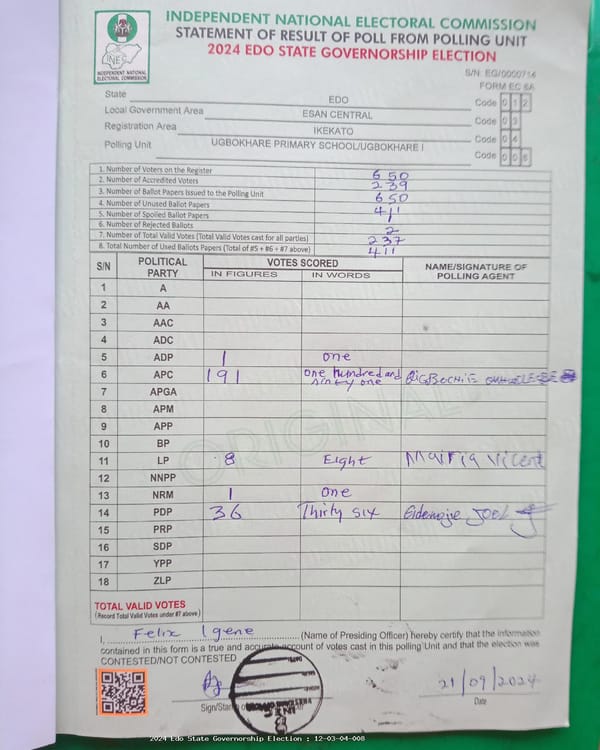 INDEPENDENT NATIONAL ELECTORAL COMMISSION
STATEMENT OF RESULT OF POLL FROM POLLING UNIT
2024 EDO STATE GOVERNORSHIP ELECTION
INEC
INDEPENDENT NATIONAL
ELECTORAL COMMISSION
S/N: EG/0000714
FORM EC 8A
State EDO Code 1 2
Local Government Area ESAN CENTRAL Code 0 3
Registration Area IKEKATO Code 0 4
Polling Unit UGBOKHARE PRIMARY SCHOOL/UGBOKHARE I Code 0 0 8
1. Number of Voters on the Register 650
2. Number of Accredited Voters 239
3. Number of Ballot Papers Issued to the Polling Unit 650
4. Number of Unused Ballot Papers 411
5. Number of Spoiled Ballot Papers
6. Number of Rejected Ballots 2
7. Number of Total Valid Votes (Total Valid Votes cast for all parties) 237
8. Total Number of Used Ballots Papers (Total of #5 + #6 + #7 above) 411
S/N POLITICAL PARTY VOTES SCORED NAME/SIGNATURE OF POLLING AGENT
IN FIGURES IN WORDS
1 A
2 AA
3 AAC
4 ADC
5 ADP 1 one
6 APC 191 one hundred and ninty one
7 APGA
8 APM
9 APP
10 BP
11 LP 8 Eight Vicent
12 NNPP
13 NRM 1 One
14 PDP 36 Thirty six JOEL
15 PRP
16 SDP
17 YPP
18 ZLP
ORIGINAL
TOTAL VALID VOTES
(Record Total Valid Votes under #7 above)
I, Felix Igene (Name of Presiding Officer) hereby certify that the information
contained in this form is a true and accurate account of votes cast in this polling Unit and that the election was
CONTESTED/NOT CONTESTED
21/09/2024
Sign/Stamp
Date
2024 Edo State Governorship Election : 12-03-04-008